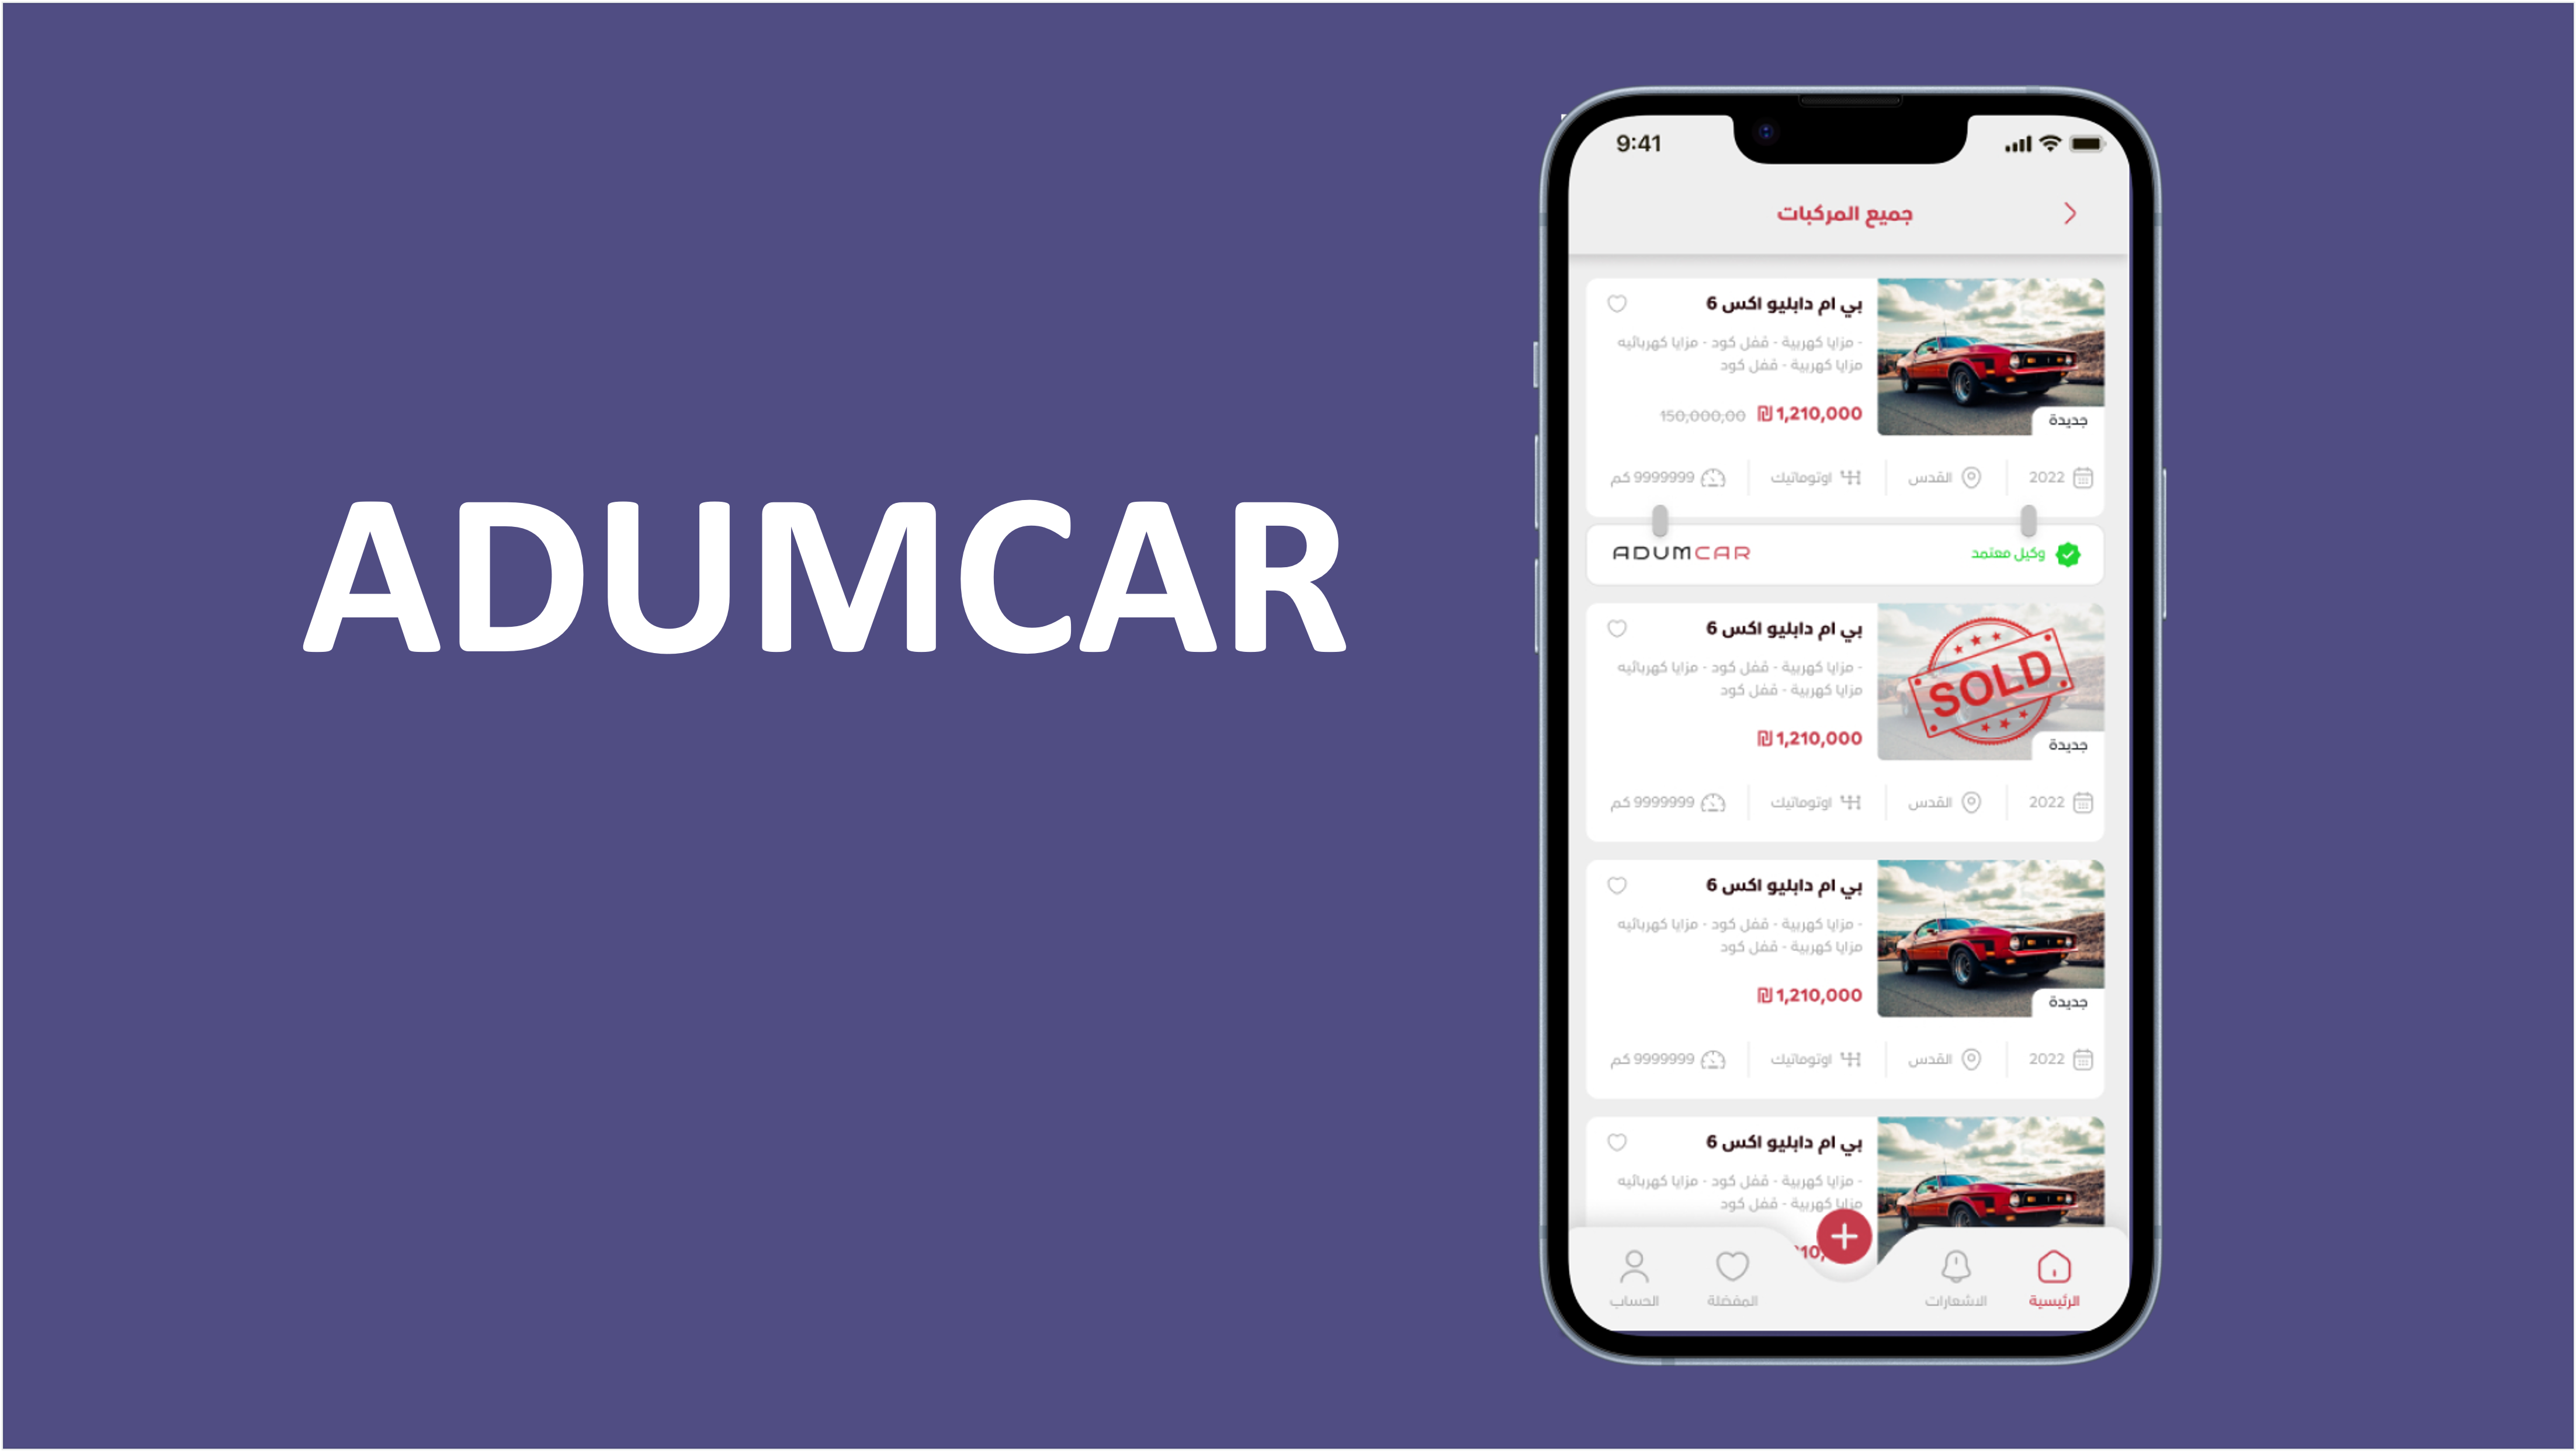 ADUMCAR
9:41
جميع المركبات
بي ام دابليو اكس 6
- مزايا كهربية - قفل كود - مزايا كهربائيه
مزايا كهربية - قفل كود
₪ 1,210,000 150,000,00
جديدة
2022 القدس اوتوماتيك 9999999 كم
وكيل معتمد ADUMCAR
بي ام دابليو اكس 6
- مزايا كهربية - قفل كود - مزايا كهربائيه
مزايا كهربية - قفل كود
SOLD
₪ 1,210,000
جديدة
2022 القدس اوتوماتيك 9999999 كم
بي ام دابليو اكس 6
- مزايا كهربية - قفل كود - مزايا كهربائيه
مزايا كهربية - قفل كود
₪ 1,210,000
جديدة
2022 القدس اوتوماتيك 9999999 كم
بي ام دابليو اكس 6
- مزايا كهربية - قفل كود - مزايا كهربائيه
مزايا كهربية - قفل كود
الرئيسية الاشعارات المفضلة الحساب